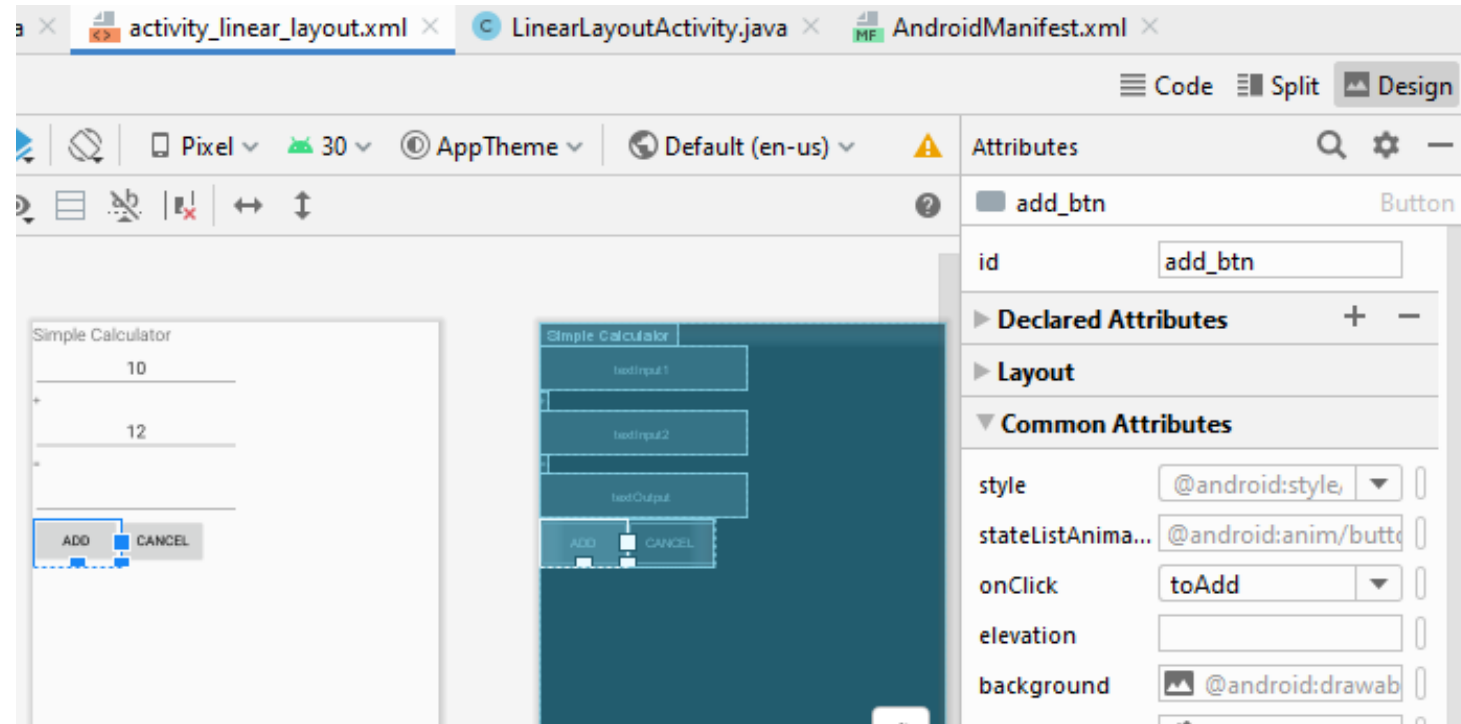 a activity_linear_layout.xml LinearLayoutActivity.java MF AndroidManifest.xml
Code Split Design
Pixel 30 AppTheme Default (en-us) Attributes
add_btn Button
id add_btn
Declared Attributes
Layout
Common Attributes
style @android:style/
stateListAnima... @android:anim/butto
onClick toAdd
elevation
background @android:drawab
Simple Calculator
10
+
12
=
ADD CANCEL
Simple Calculator
textInput1
+
textInput2
textOutput
ADD CANCEL